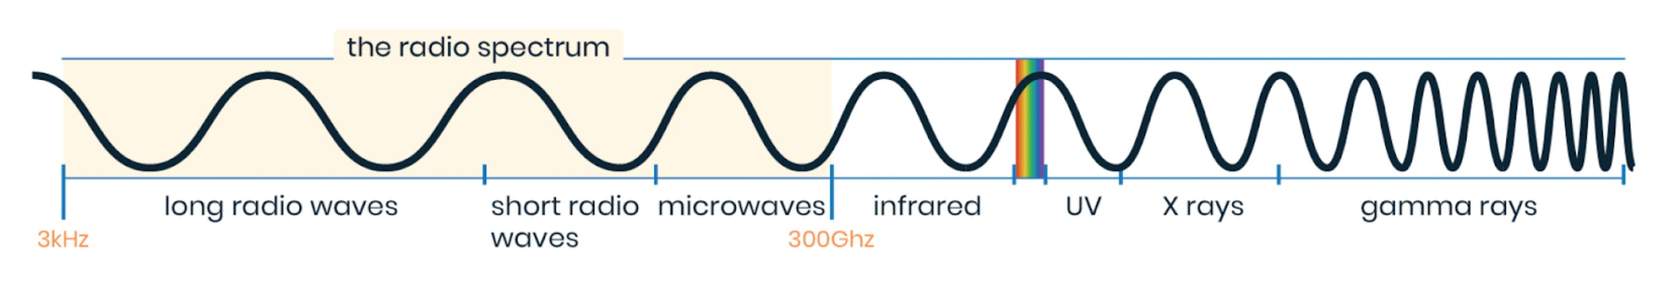 the radio spectrum
long radio waves
short radio
waves
microwaves
infrared
UV
X rays
gamma rays
3kHz
300Ghz